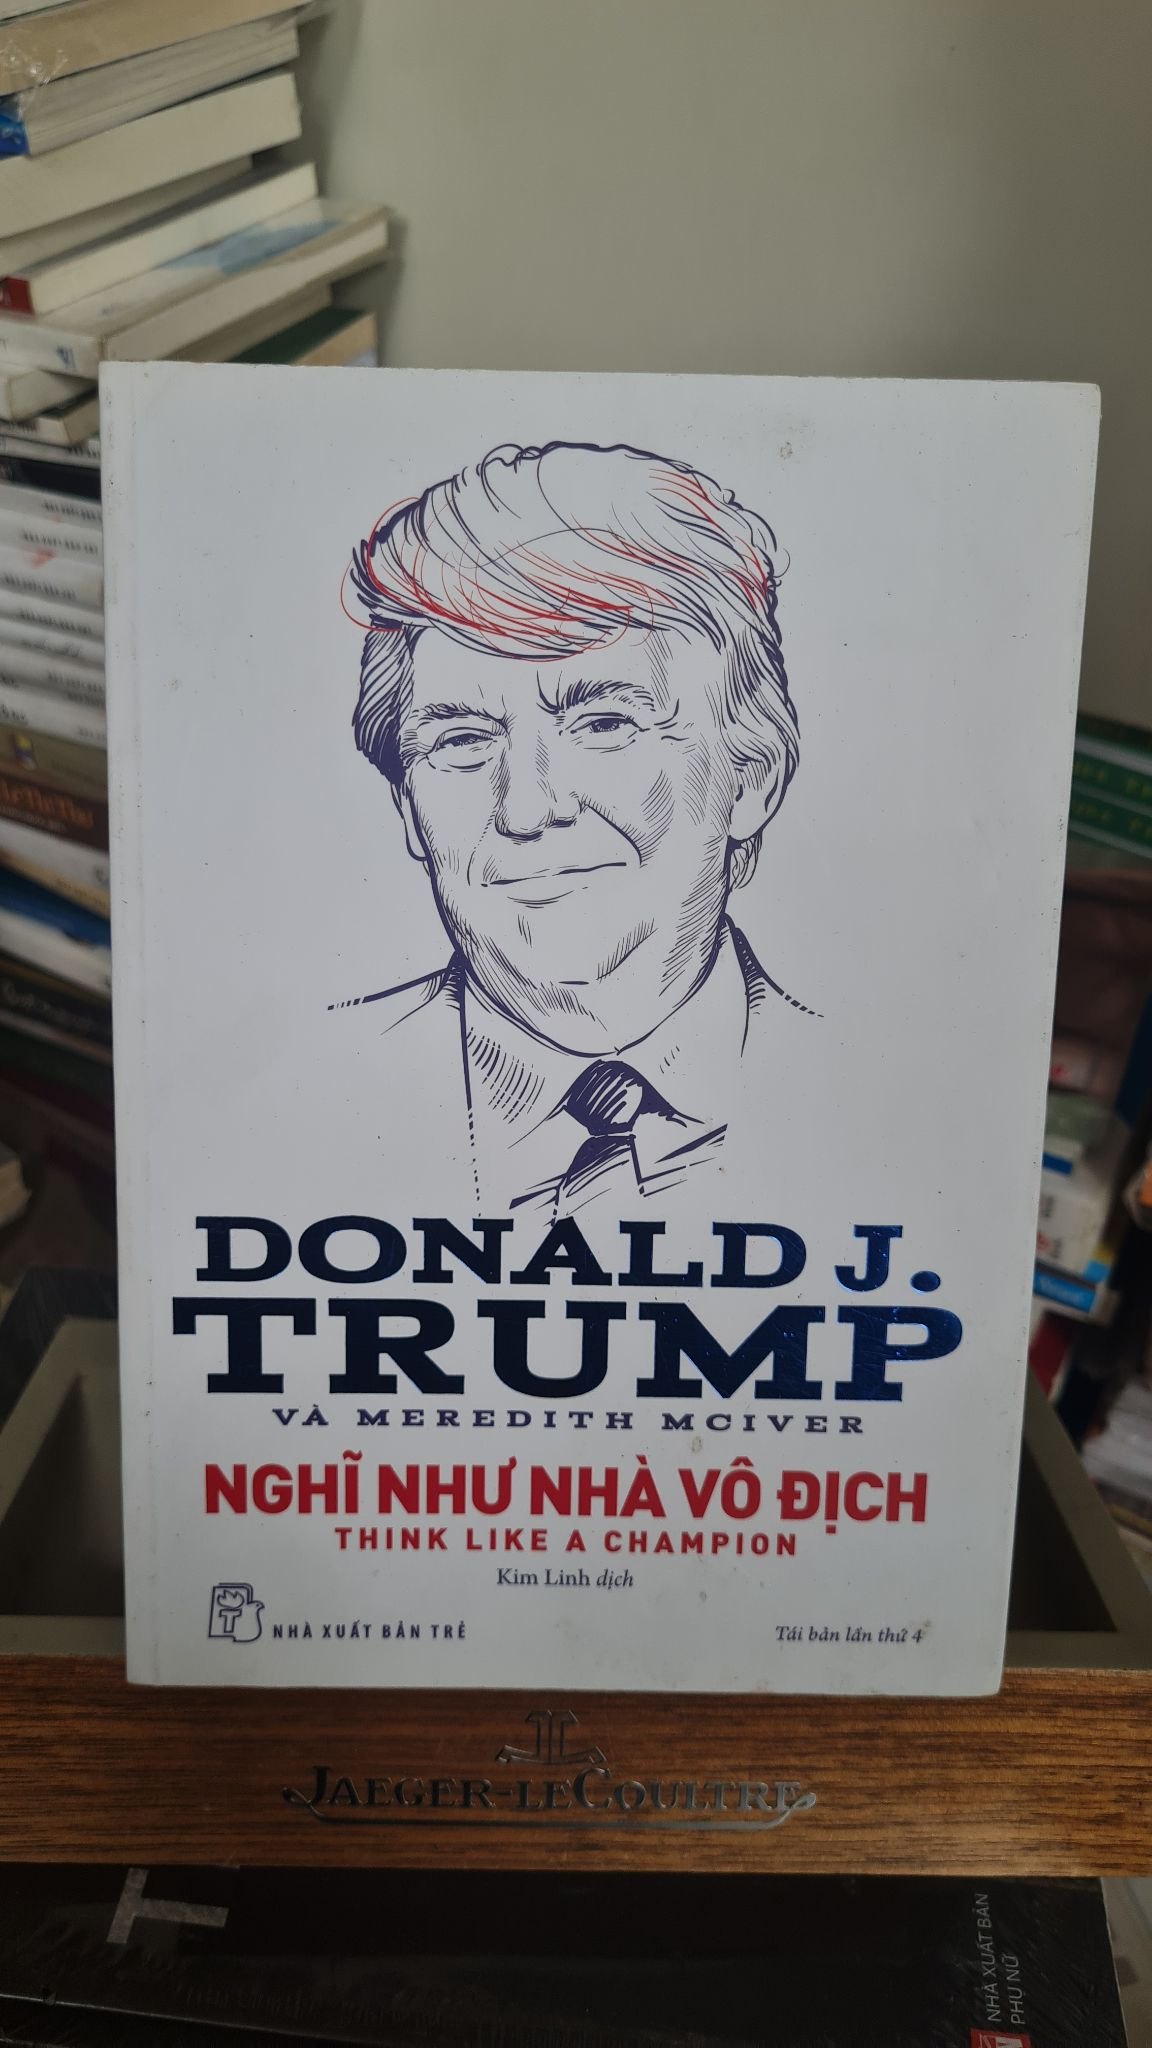 DONALD J.
TRUMP
VÀ MEREDITH MCIVER
NGHĨ NHƯ NHÀ VÔ ĐỊCH
THINK LIKE A CHAMPION
Kim Linh dịch
T
NHÀ XUẤT BẢN TRẺ
Tái bản lần thứ 4
JAEGER-LECOULTRE
NHÀ XUẤT BẢN
PHỤ NỮ